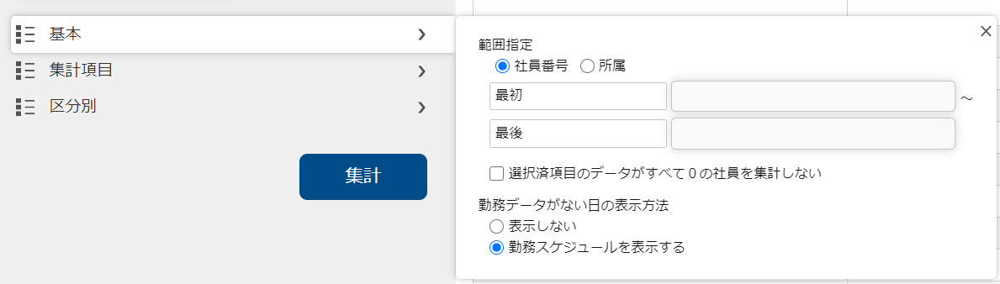 基本
集計項目
区分別
集計
範囲指定
社員番号 所属
最初 ～
最後
選択済項目のデータがすべて０の社員を集計しない
勤務データがない日の表示方法
表示しない
勤務スケジュールを表示する